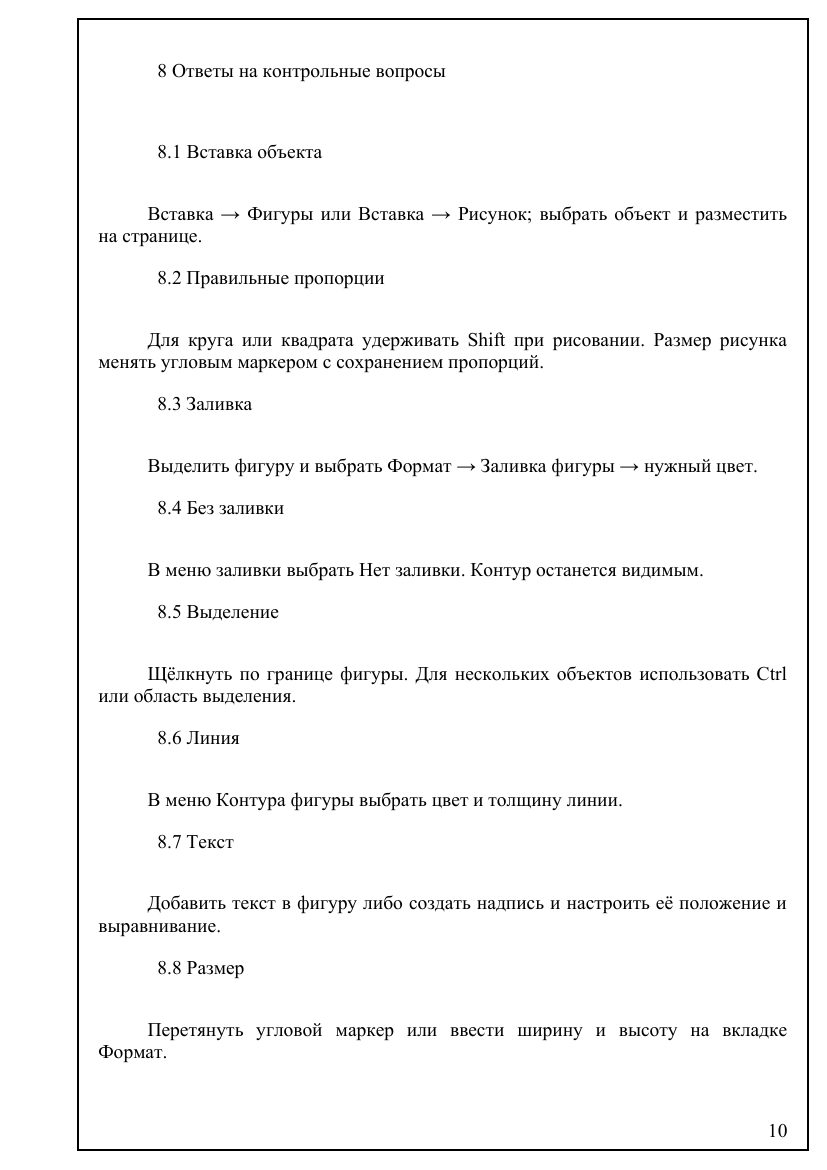 8 Ответы на контрольные вопросы
8.1 Вставка объекта
Вставка → Фигуры или Вставка → Рисунок; выбрать объект и разместить
на странице.
8.2 Правильные пропорции
Для круга или квадрата удерживать Shift при рисовании. Размер рисунка
менять угловым маркером с сохранением пропорций.
8.3 Заливка
Выделить фигуру и выбрать Формат → Заливка фигуры → нужный цвет.
8.4 Без заливки
В меню заливки выбрать Нет заливки. Контур останется видимым.
8.5 Выделение
Щёлкнуть по границе фигуры. Для нескольких объектов использовать Ctrl
или область выделения.
8.6 Линия
В меню Контура фигуры выбрать цвет и толщину линии.
8.7 Текст
Добавить текст в фигуру либо создать надпись и настроить её положение и
выравнивание.
8.8 Размер
Перетянуть угловой маркер или ввести ширину и высоту на вкладке
Формат.
10